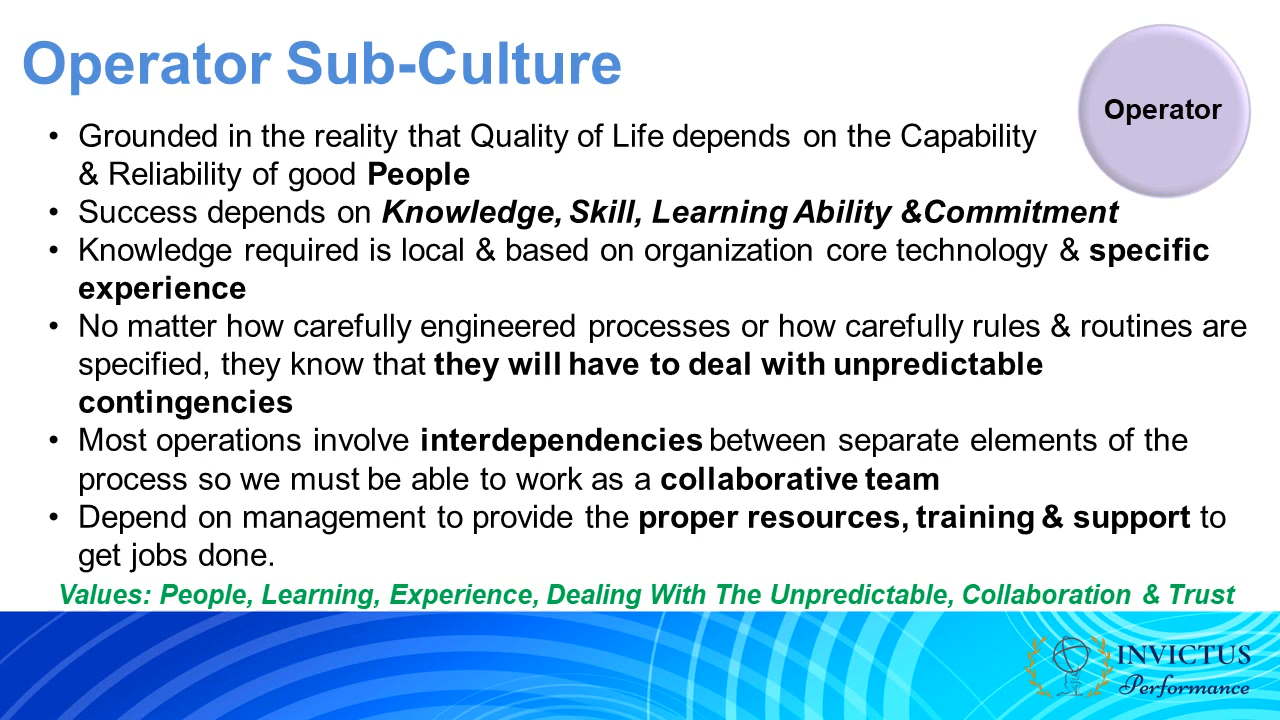 Operator Sub-Culture
Operator
• Grounded in the reality that Quality of Life depends on the Capability
& Reliability of good People
• Success depends on Knowledge, Skill, Learning Ability &Commitment
• Knowledge required is local & based on organization core technology & specific
experience
• No matter how carefully engineered processes or how carefully rules & routines are
specified, they know that they will have to deal with unpredictable
contingencies
• Most operations involve interdependencies between separate elements of the
process so we must be able to work as a collaborative team
• Depend on management to provide the proper resources, training & support to
get jobs done.
Values: People, Learning, Experience, Dealing With The Unpredictable, Collaboration & Trust
INVICTUS
Performance